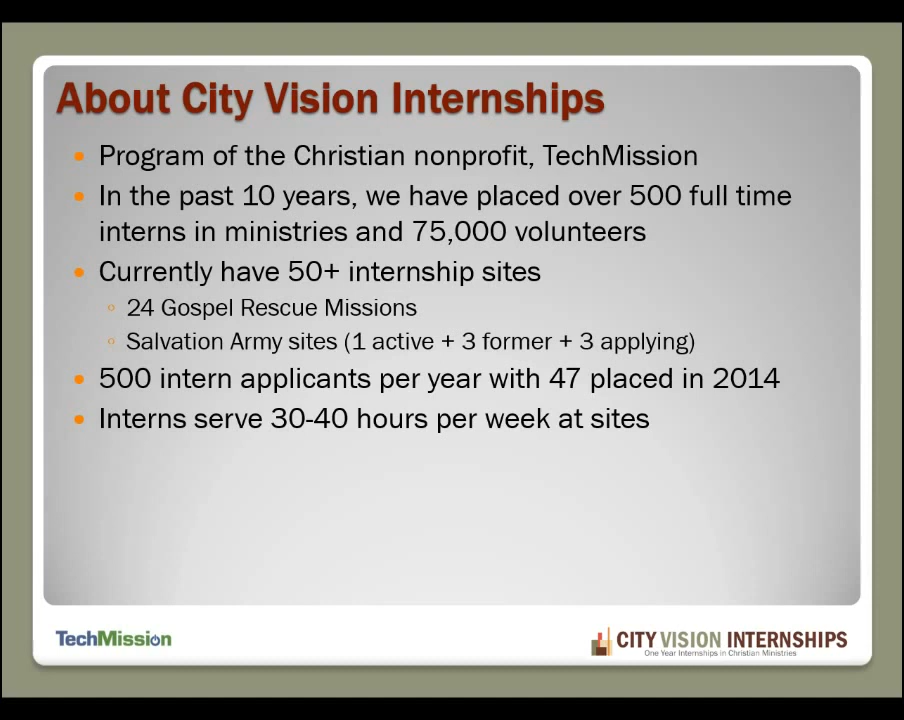 About City Vision Internships
• Program of the Christian nonprofit, TechMission
• In the past 10 years, we have placed over 500 full time
interns in ministries and 75,000 volunteers
• Currently have 50+ internship sites
◦ 24 Gospel Rescue Missions
◦ Salvation Army sites (1 active + 3 former + 3 applying)
• 500 intern applicants per year with 47 placed in 2014
• Interns serve 30-40 hours per week at sites
TechMission
CITY VISION INTERNSHIPS
One Year Internships in Christian Ministries